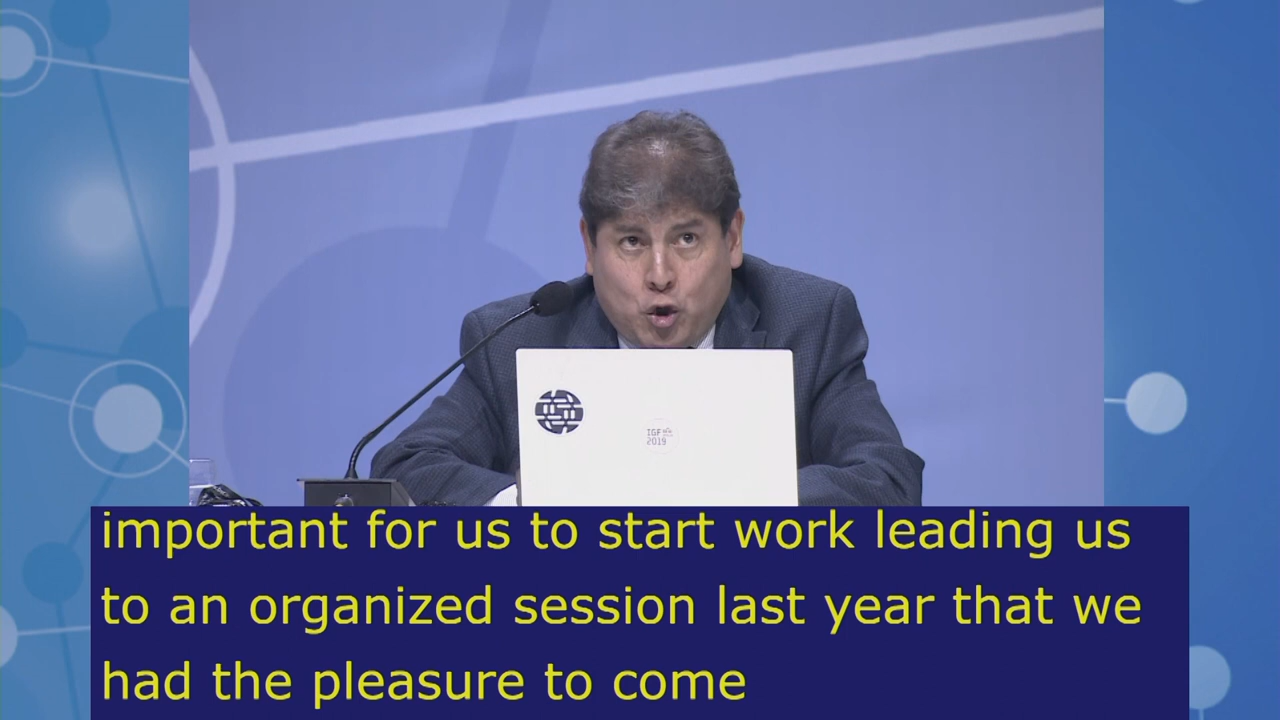 IGF
2019
important for us to start work leading us
to an organized session last year that we
had the pleasure to come